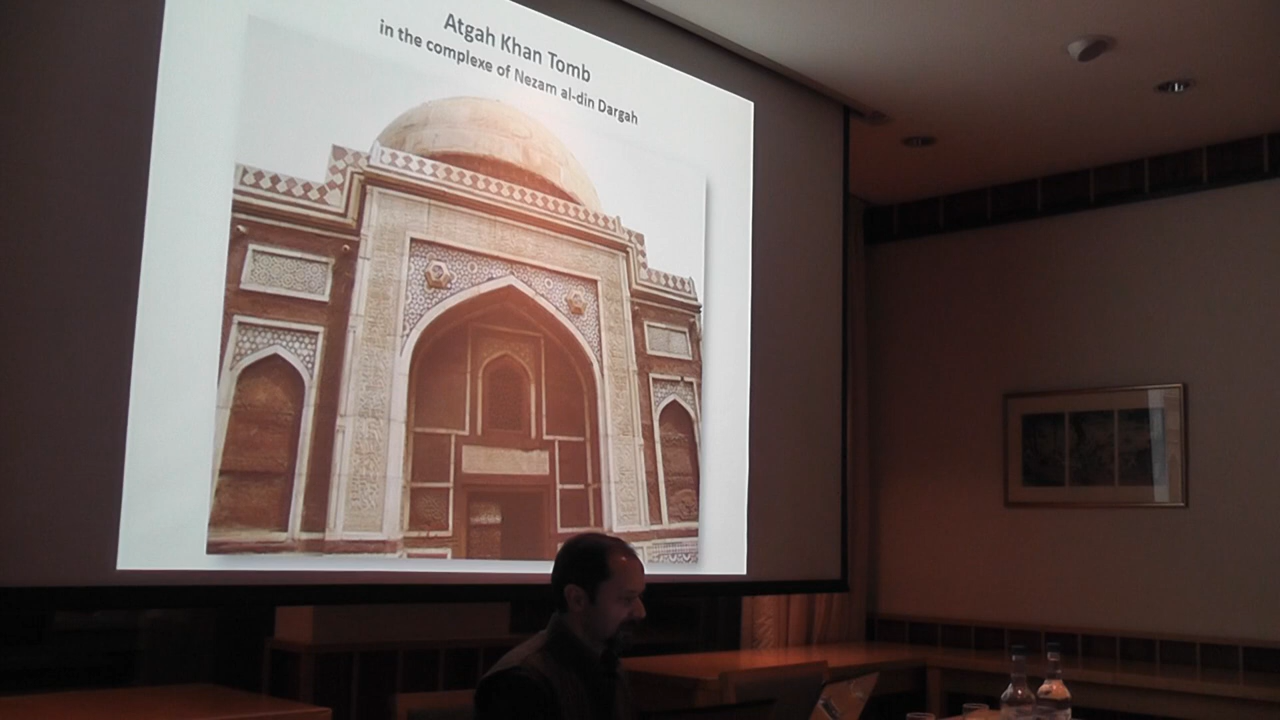 Atgah Khan Tomb
in the complexe of Nezam al-din Dargah